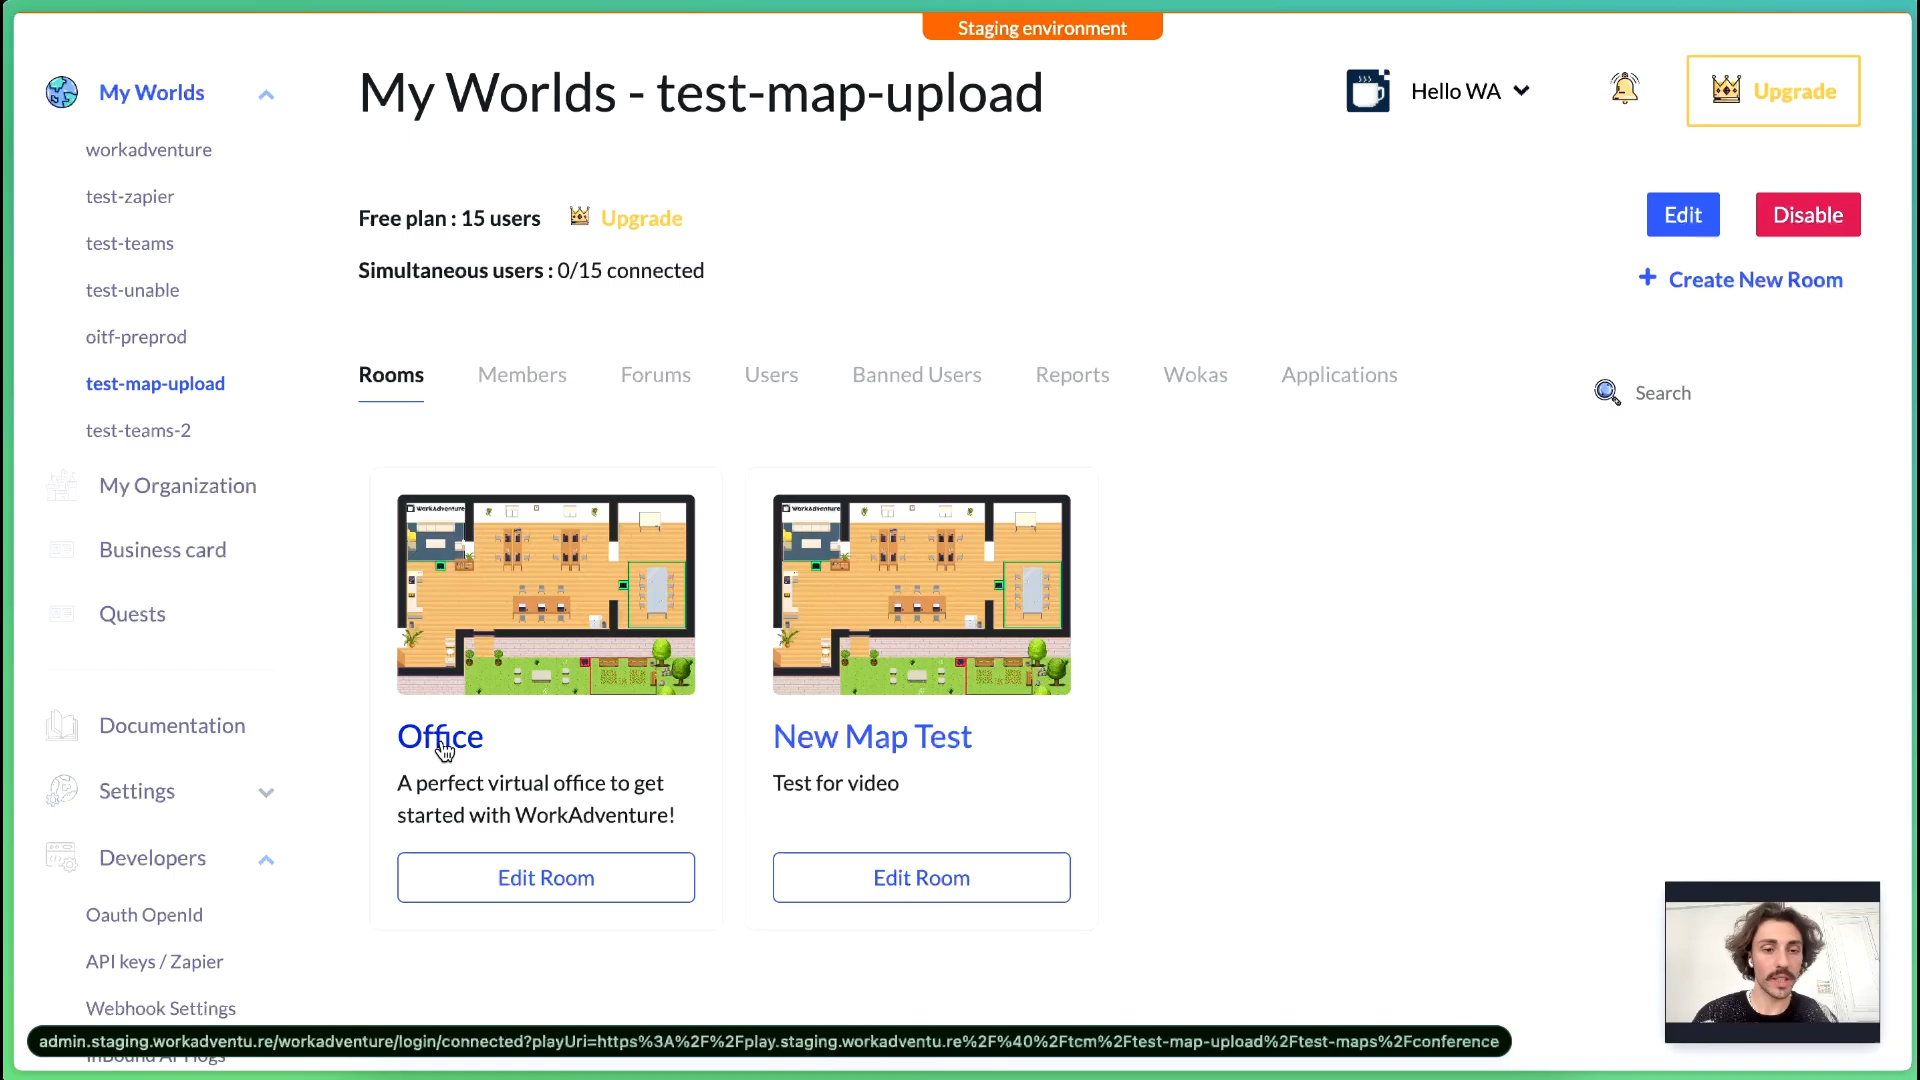 Staging environment
My Worlds
workadventure
test-zapier
test-teams
test-unable
oitf-preprod
test-map-upload
test-teams-2
My Organization
Business card
Quests
Documentation
Settings
Developers
Oauth OpenId
API keys / Zapier
Webhook Settings
My Worlds - test-map-upload
Hello WA
Upgrade
Free plan : 15 users
Upgrade
Simultaneous users : 0/15 connected
Edit
Disable
+ Create New Room
Rooms
Members
Forums
Users
Banned Users
Reports
Wokas
Applications
Search
WorkAdventure
Office
A perfect virtual office to get
started with WorkAdventure!
Edit Room
WorkAdventure
New Map Test
Test for video
Edit Room
admin.staging.workadventu.re/workadventure/login/connected?playUri=https%3A%2F%2Fplay.staging.workadventu.re%2F%40%2Ftcm%2Ftest-map-upload%2Ftest-maps%2Fconference